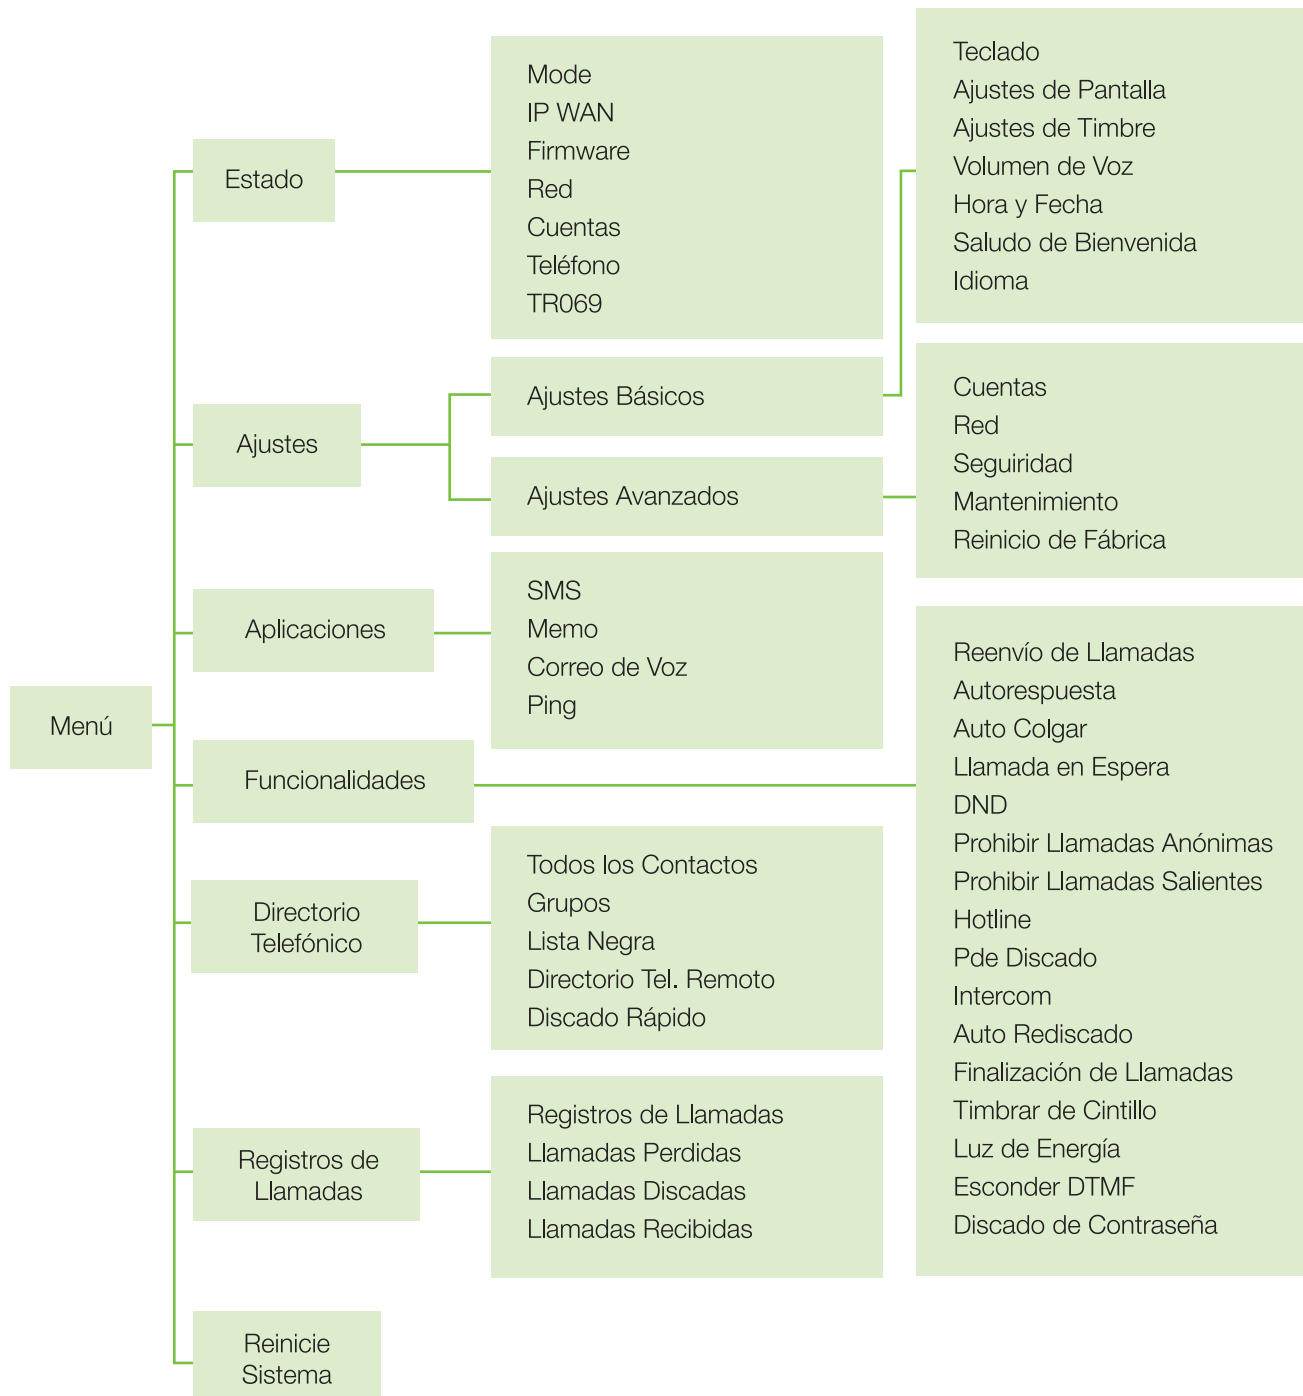 Menú
Estado
Mode
IP WAN
Firmware
Red
Cuentas
Teléfono
TR069
Ajustes
Ajustes Básicos
Teclado
Ajustes de Pantalla
Ajustes de Timbre
Volumen de Voz
Hora y Fecha
Saludo de Bienvenida
Idioma
Ajustes Avanzados
Cuentas
Red
Seguiridad
Mantenimiento
Reinicio de Fábrica
Aplicaciones
SMS
Memo
Correo de Voz
Ping
Funcionalidades
Reenvío de Llamadas
Autorespuesta
Auto Colgar
Llamada en Espera
DND
Prohibir Llamadas Anónimas
Prohibir Llamadas Salientes
Hotline
Pde Discado
Intercom
Auto Rediscado
Finalización de Llamadas
Timbrar de Cintillo
Luz de Energía
Esconder DTMF
Discado de Contraseña
Directorio
Telefónico
Todos los Contactos
Grupos
Lista Negra
Directorio Tel. Remoto
Discado Rápido
Registros de
Llamadas
Registros de Llamadas
Llamadas Perdidas
Llamadas Discadas
Llamadas Recibidas
Reinicie
Sistema